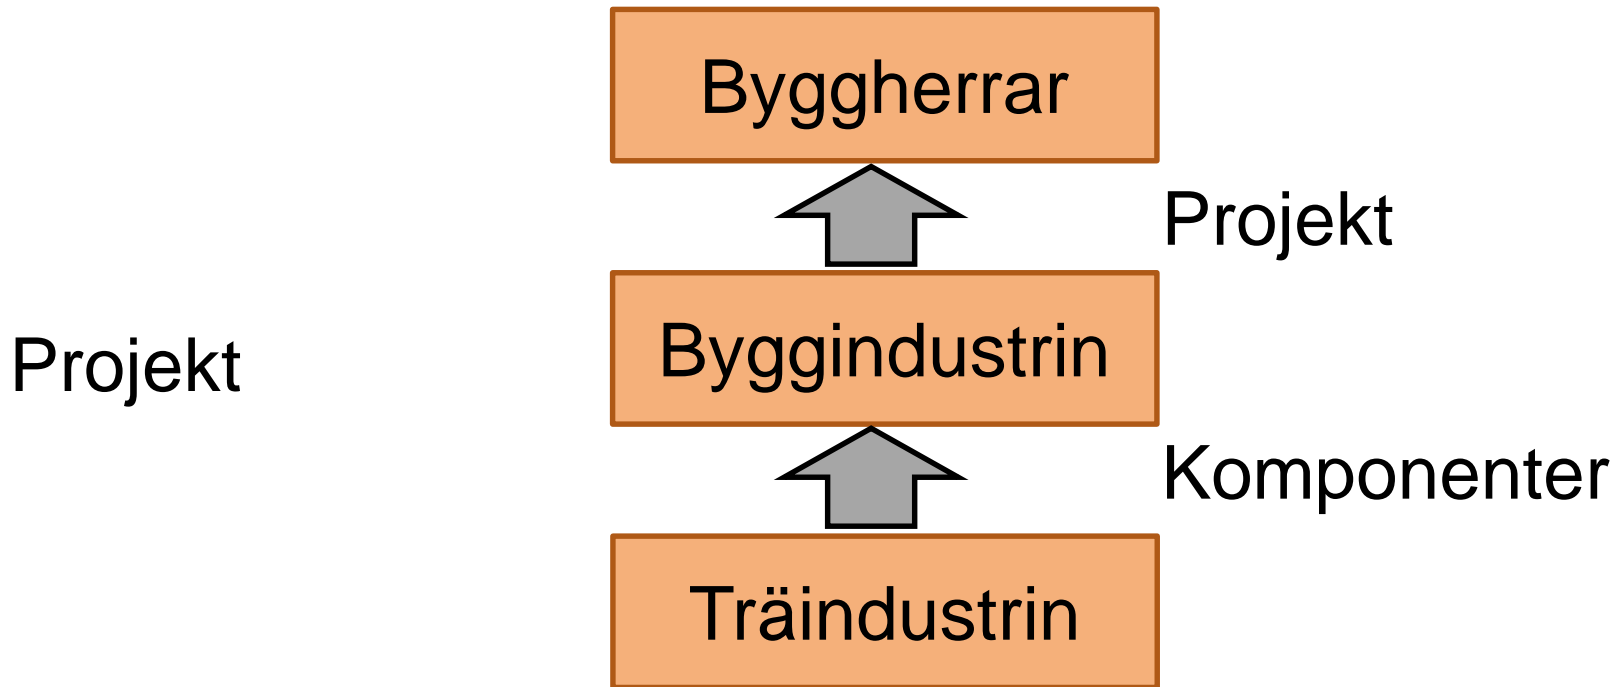 Byggherrar
Projekt
Byggindustrin
Projekt
Komponenter
Träindustrin